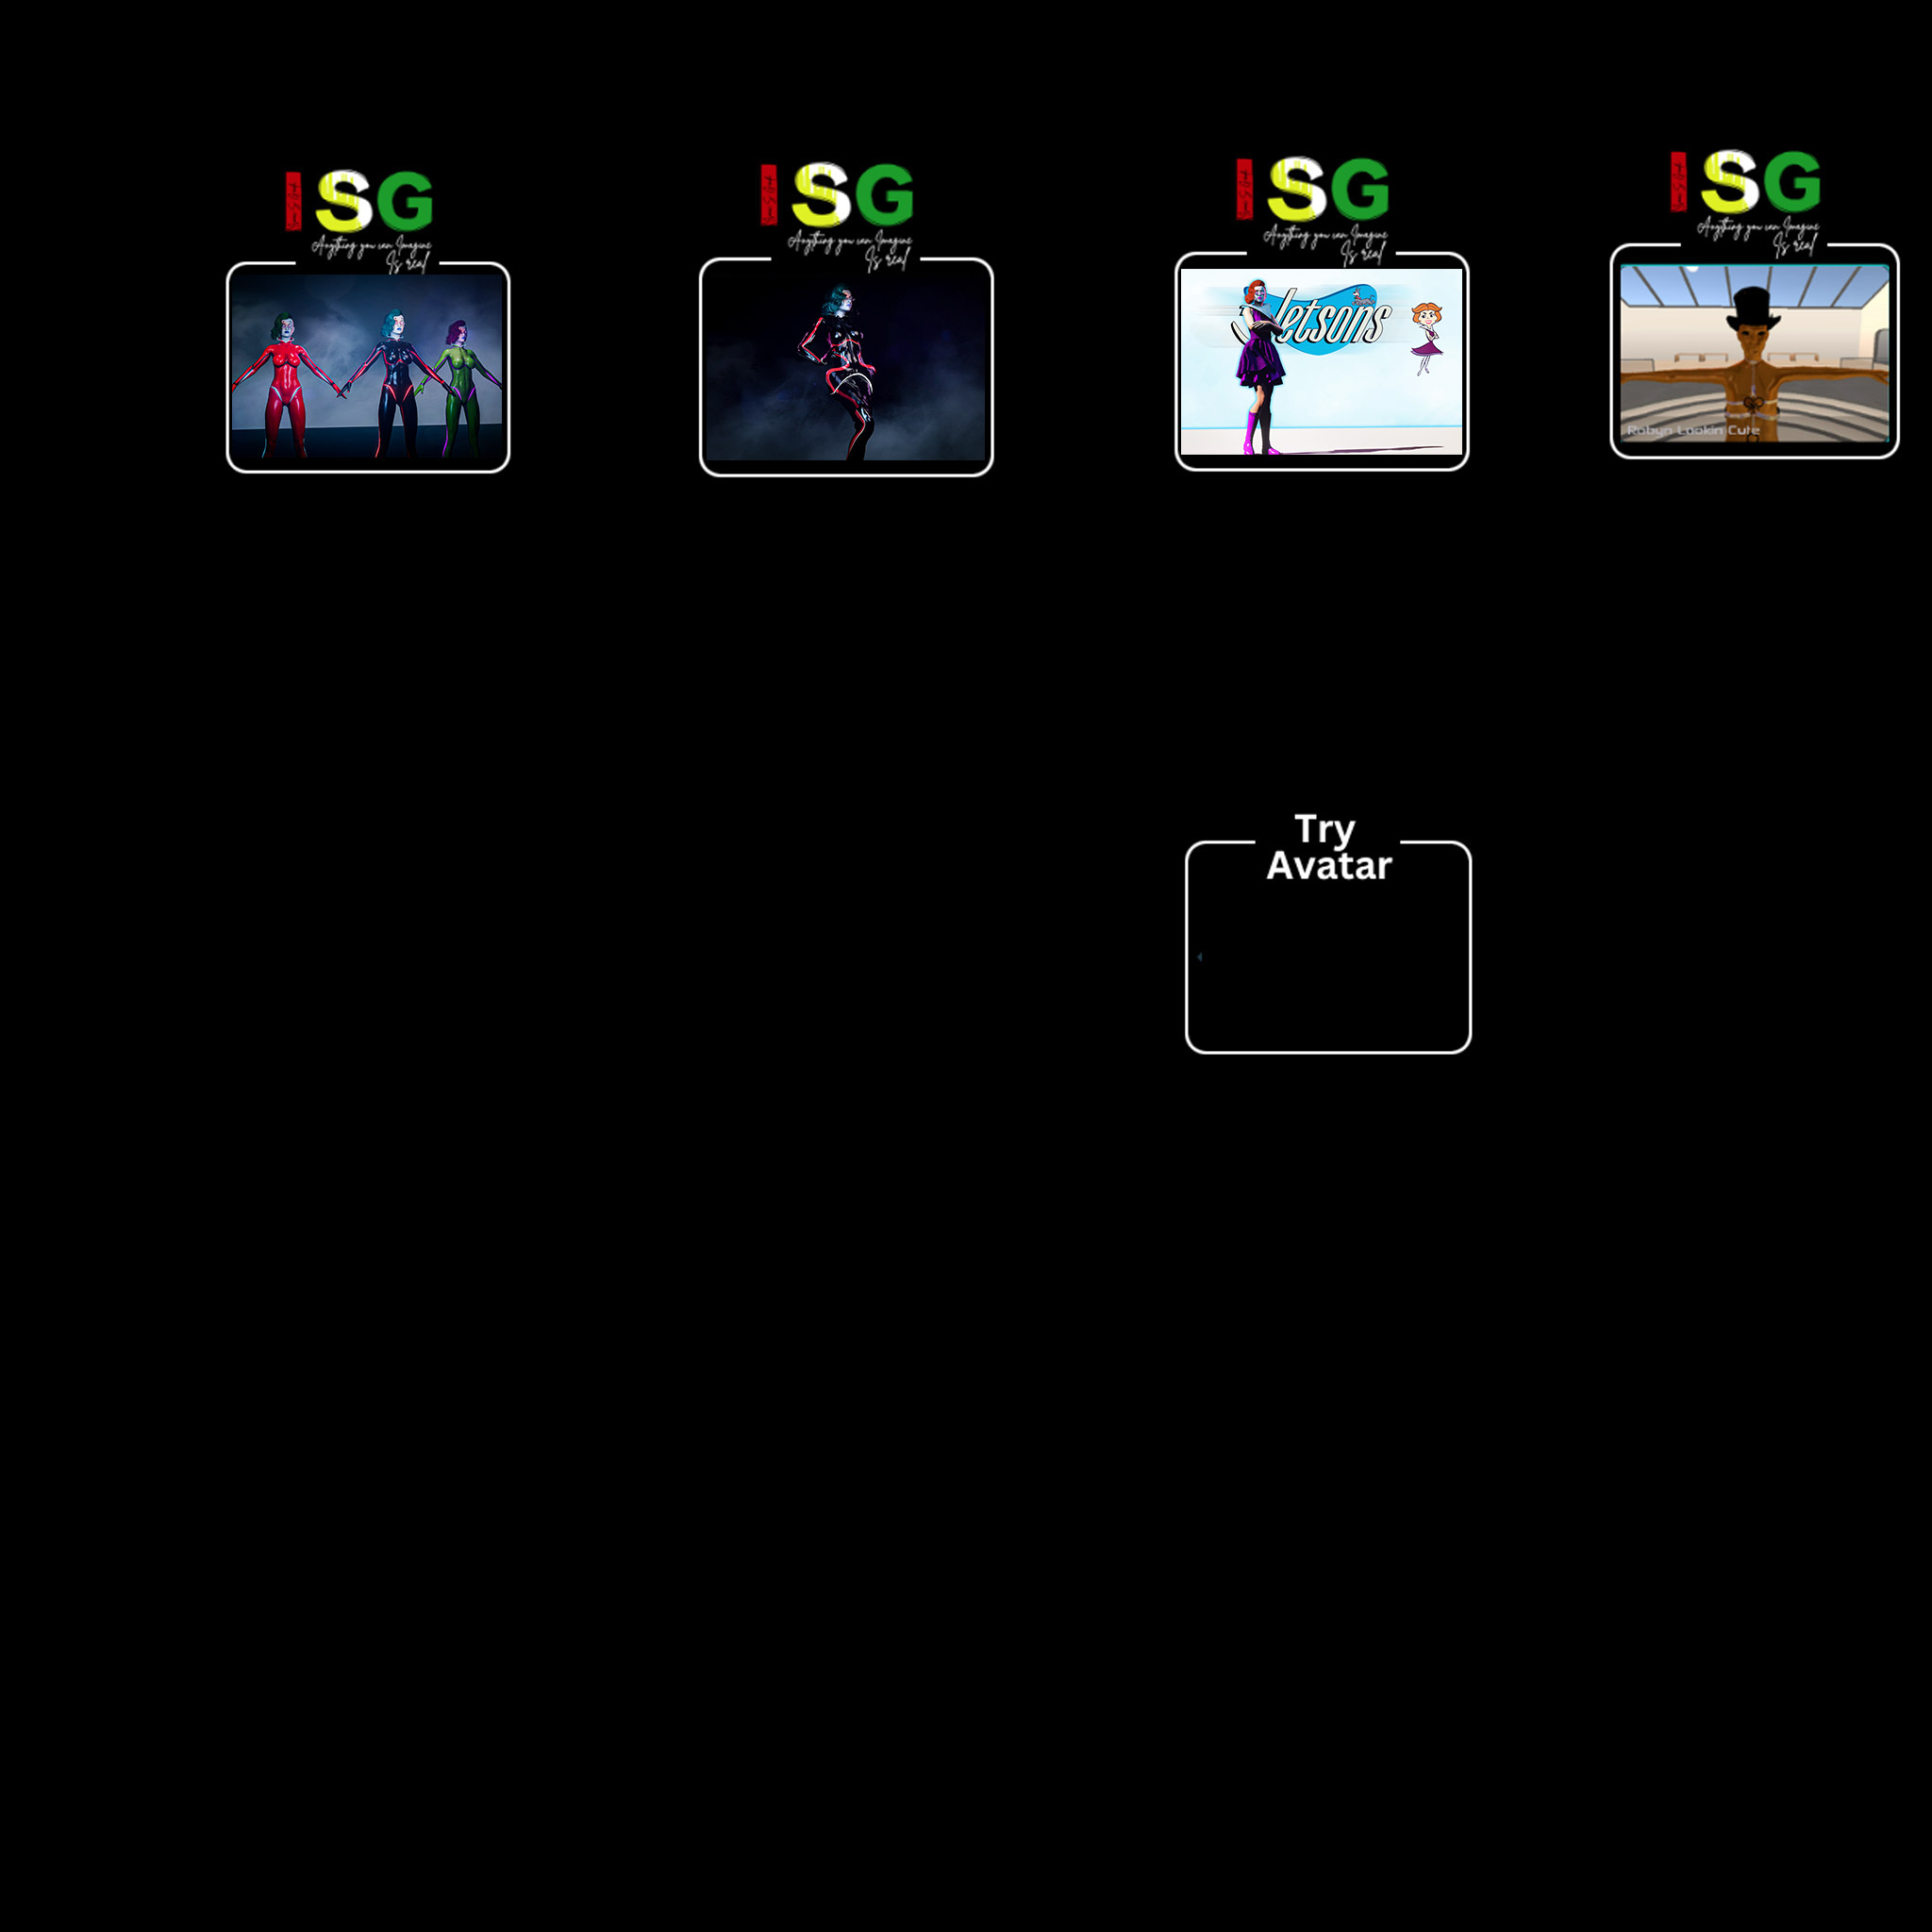 ISG
Anything you can Imagine
Is real
ISG
Anything you can Imagine
Is real
ISG
Anything you can Imagine
Is real
Jetsons
ISG
Anything you can Imagine
Is real
Robyn Lookin Cute
Try
Avatar